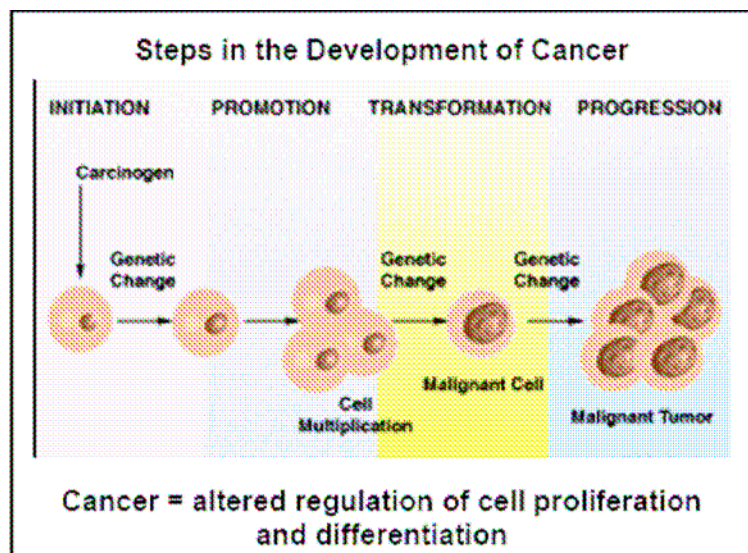 Steps in the Development of Cancer
INITIATION PROMOTION TRANSFORMATION PROGRESSION
Carcinogen
Genetic Change
Genetic Change
Genetic Change
Cell
Multiplication
Malignant Cell
Malignant Tumor
Cancer = altered regulation of cell proliferation
and differentiation